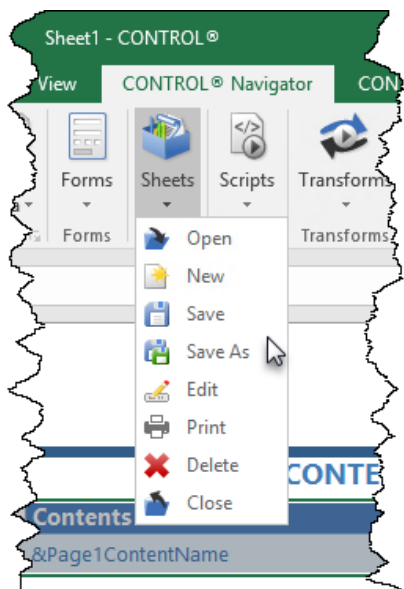 Sheet1 - CONTROL®
View CONTROL® Navigator CON
Forms Sheets Scripts Transforms
Forms Transforms
Open
New
Save
Save As
Edit
Print
Delete
Close
CONTE
Contents
&Page1ContentName